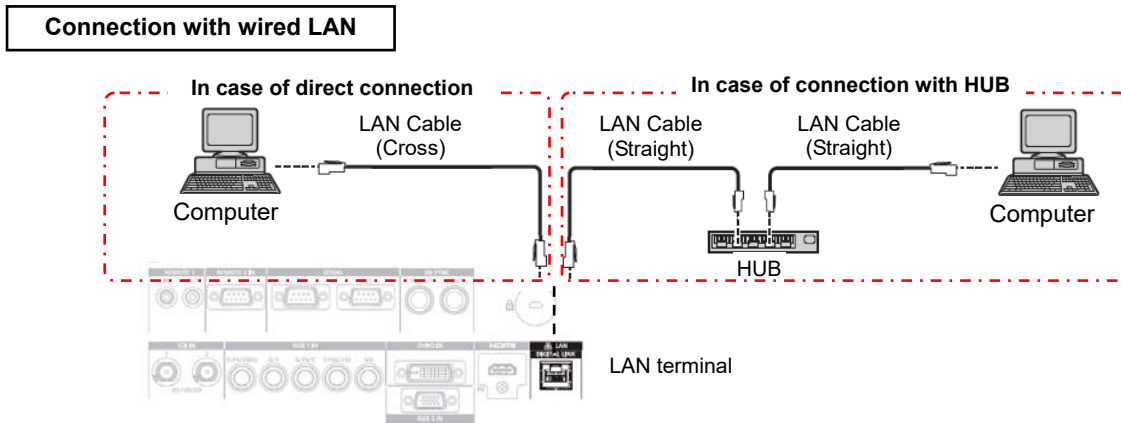 Connection with wired LAN
In case of direct connection
In case of connection with HUB
LAN Cable
(Cross)
LAN Cable
(Straight)
LAN Cable
(Straight)
Computer
Computer
HUB
SERIAL
LAN
DIGITAL LINK
LAN terminal